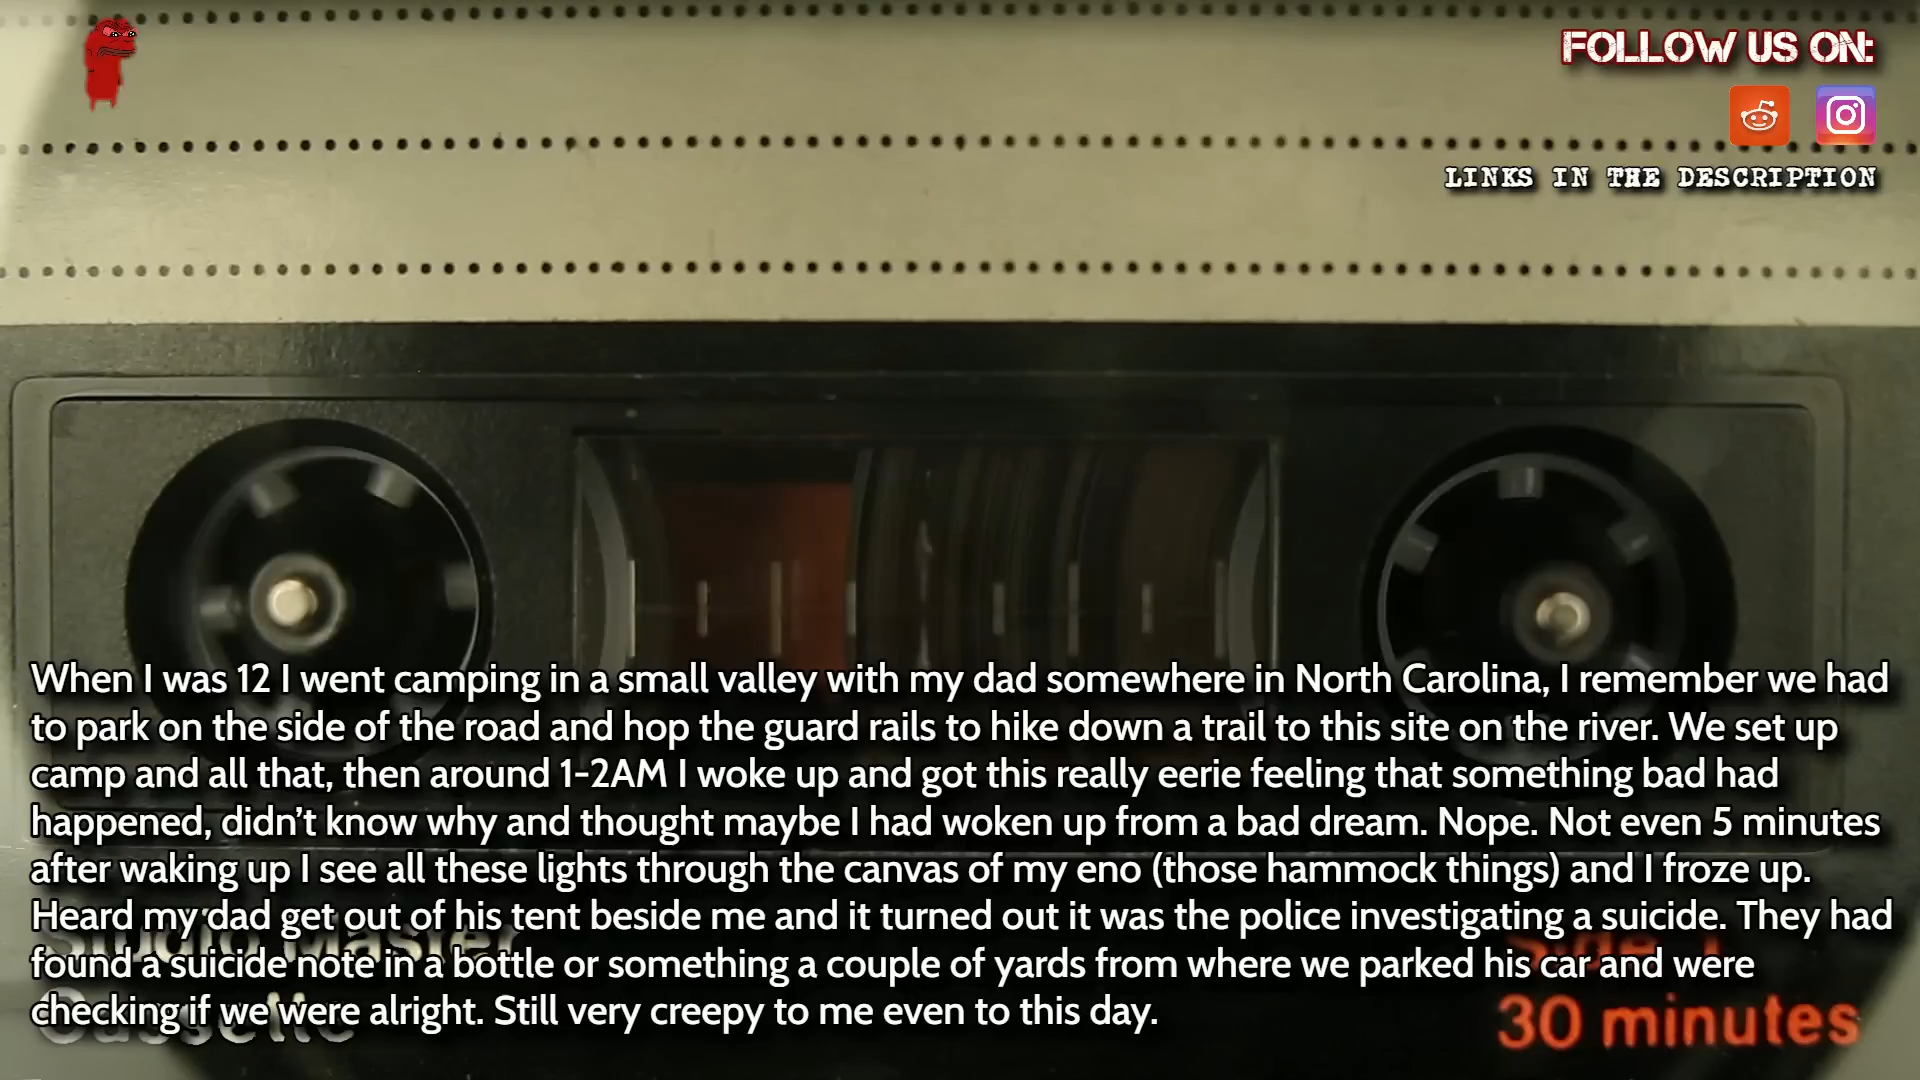 FOLLOW US ON:
LINKS IN THE DESCRIPTION
When I was 12 I went camping in a small valley with my dad somewhere in North Carolina, I remember we had
to park on the side of the road and hop the guard rails to hike down a trail to this site on the river. We set up
camp and all that, then around 1-2AM I woke up and got this really eerie feeling that something bad had
happened, didn’t know why and thought maybe I had woken up from a bad dream. Nope. Not even 5 minutes
after waking up I see all these lights through the canvas of my eno (those hammock things) and I froze up.
Heard my dad get out of his tent beside me and it turned out it was the police investigating a suicide. They had
found a suicide note in a bottle or something a couple of yards from where we parked his car and were
checking if we were alright. Still very creepy to me even to this day.
Studio Master
Cassette
Side 1
30 minutes